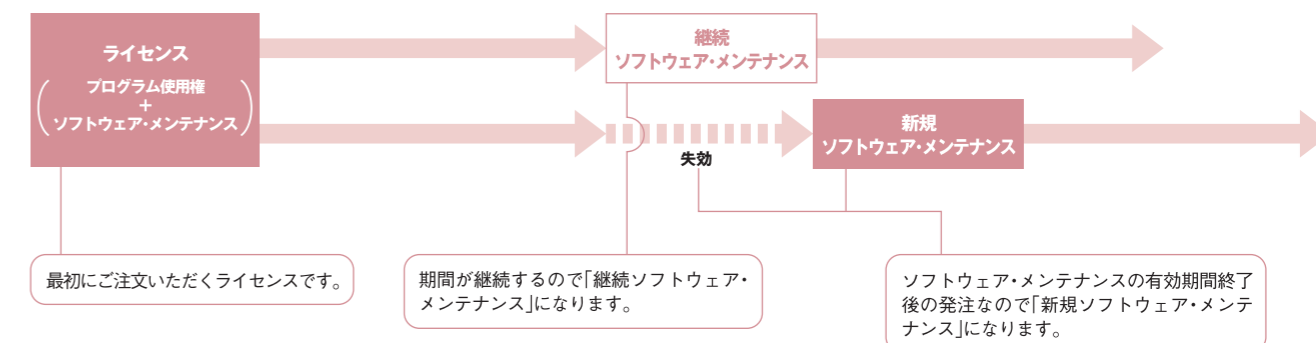 ライセンス
プログラム使用権
+
ソフトウェア・メンテナンス
継続
ソフトウェア・メンテナンス
新規
ソフトウェア・メンテナンス
失効
最初にご注文いただくライセンスです。
期間が継続するので「継続ソフトウェア・
メンテナンス」になります。
ソフトウェア・メンテナンスの有効期間終了
後の発注なので「新規ソフトウェア・メンテ
ナンス」になります。